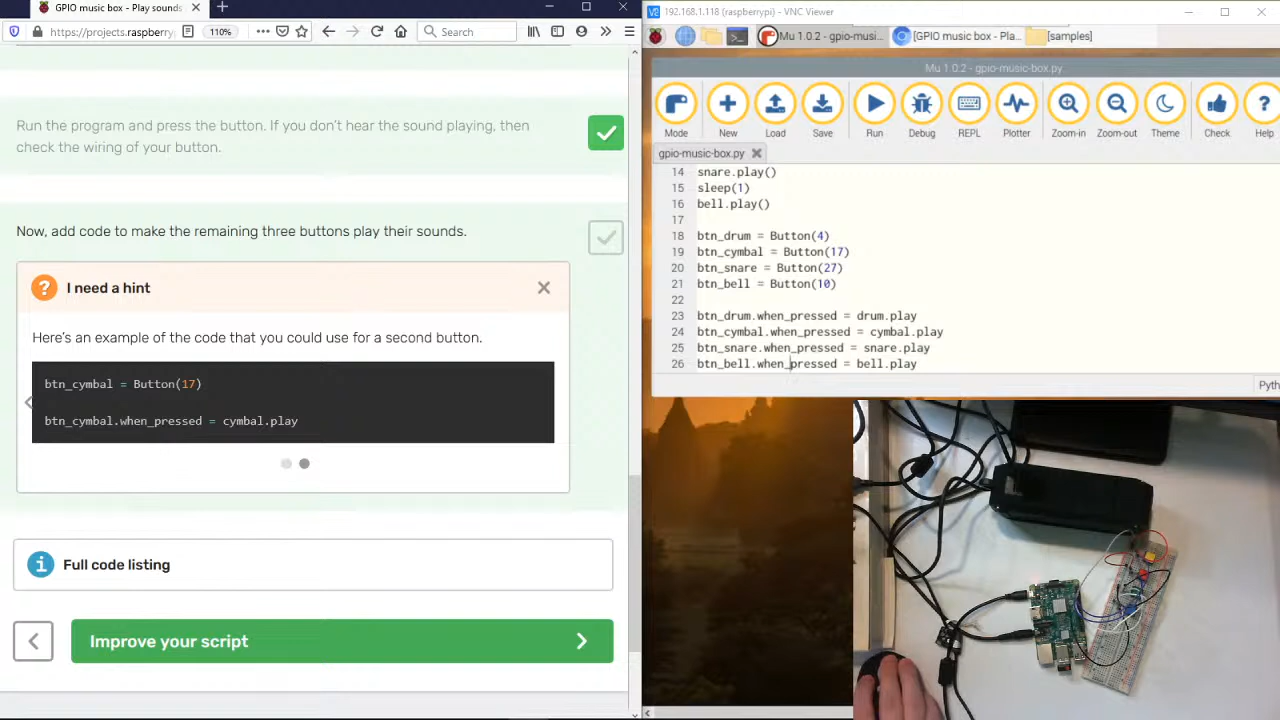 GPIO music box - Play sounds
https://projects.raspberry
110%
Search
Run the program and press the button. If you don't hear the sound playing, then
check the wiring of your button.
Now, add code to make the remaining three buttons play their sounds.
I need a hint
Here's an example of the code that you could use for a second button.
btn_cymbal = Button(17)
btn_cymbal.when_pressed = cymbal.play
Full code listing
Improve your script
192.168.1.118 (raspberrypi) - VNC Viewer
Mu 1.0.2 - gpio-musi...
[GPIO music box - Pla...
[samples]
Mu 1.0.2 - gpio-music-box.py
Mode New Load Save Run Debug REPL Plotter Zoom-in Zoom-out Theme Check Help
gpio-music-box.py
14 snare.play()
15 sleep(1)
16 bell.play()
17
18 btn_drum = Button(4)
19 btn_cymbal = Button(17)
20 btn_snare = Button(27)
21 btn_bell = Button(10)
22
23 btn_drum.when_pressed = drum.play
24 btn_cymbal.when_pressed = cymbal.play
25 btn_snare.when_pressed = snare.play
26 btn_bell.when_pressed = bell.play
Pyth